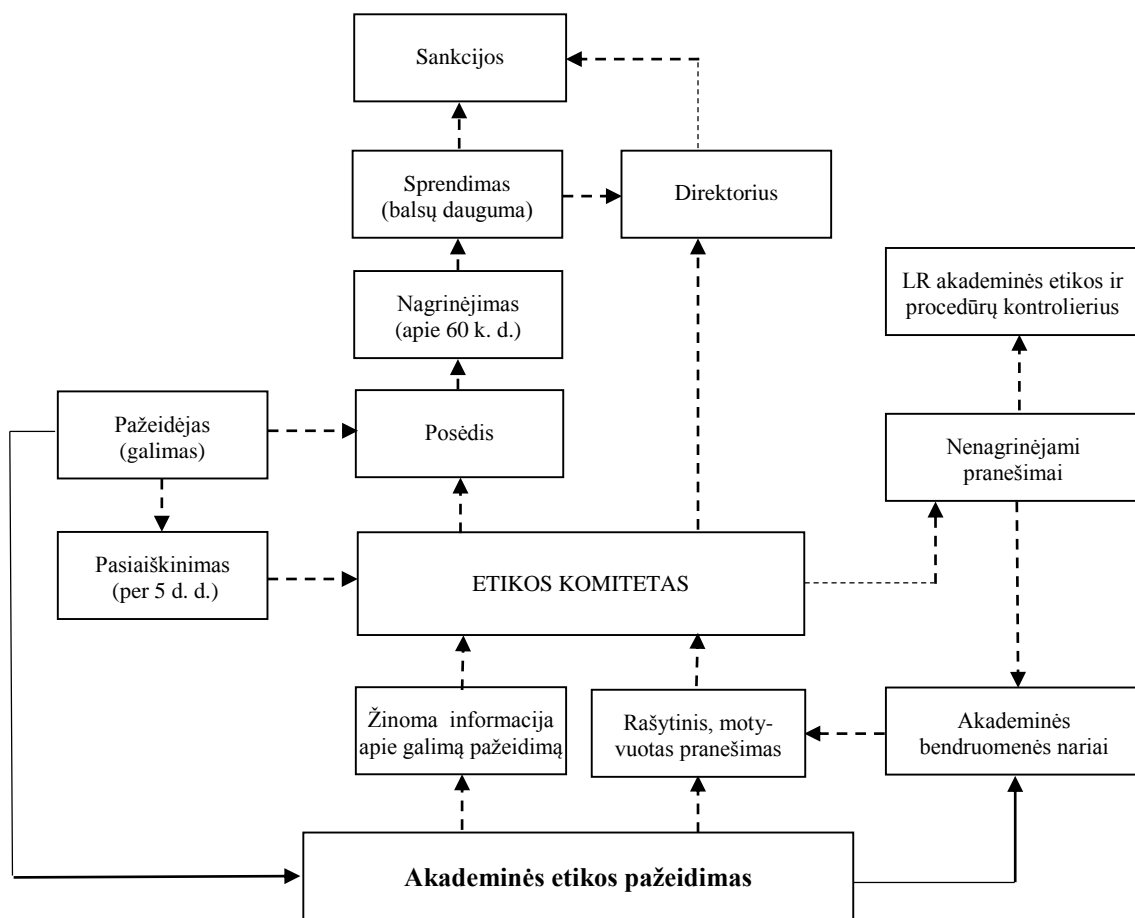 Sankcijos
Sprendimas
(balsų dauguma)
Direktorius
Nagrinėjimas
(apie 60 k. d.)
LR akademinės etikos ir
procedūrų kontrolierius
Pažeidėjas
(galimas)
Posėdis
Nenagrinėjami
pranešimai
Pasiaiškinimas
(per 5 d. d.)
ETIKOS KOMITETAS
Žinoma informacija
apie galimą pažeidimą
Rašytinis, moty-
vuotas pranešimas
Akademinės
bendruomenės nariai
Akademinės etikos pažeidimas